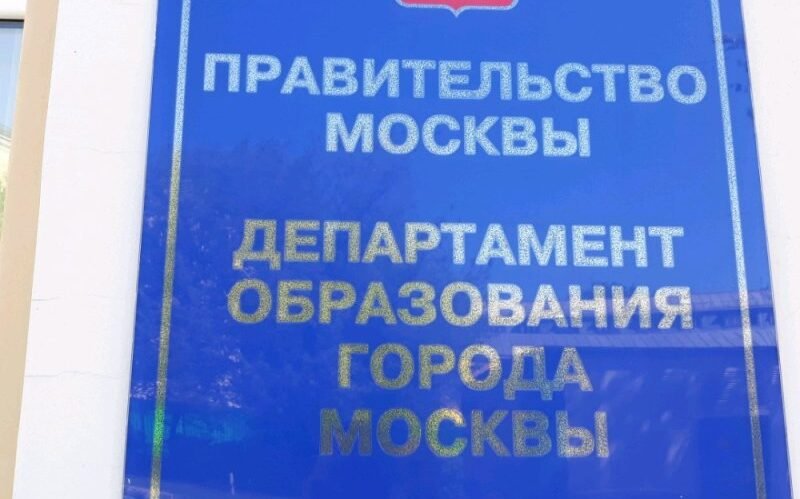 ПРАВИТЕЛЬСТВО
МОСКВЫ
ДЕПАРТАМЕНТ
ОБРАЗОВАНИЯ
ГОРОДА
МОСКВЫ